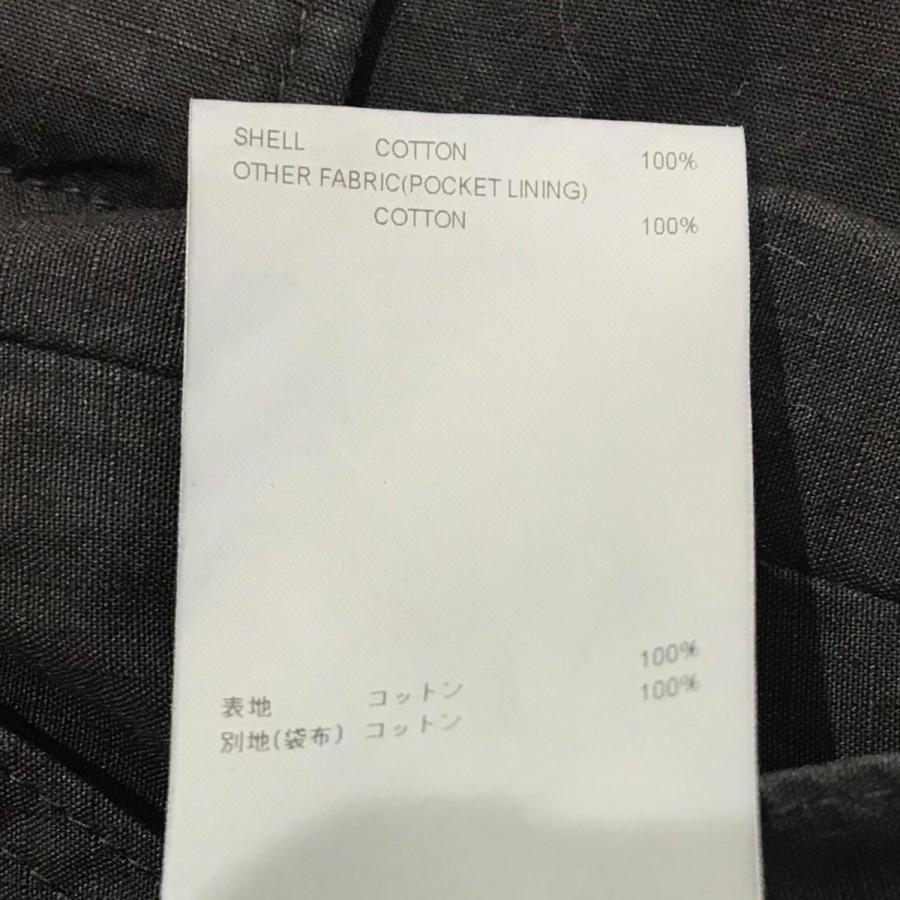 SHELL COTTON 100%
OTHER FABRIC(POCKET LINING)
COTTON 100%
表地 コットン 100%
別地(袋布) コットン 100%